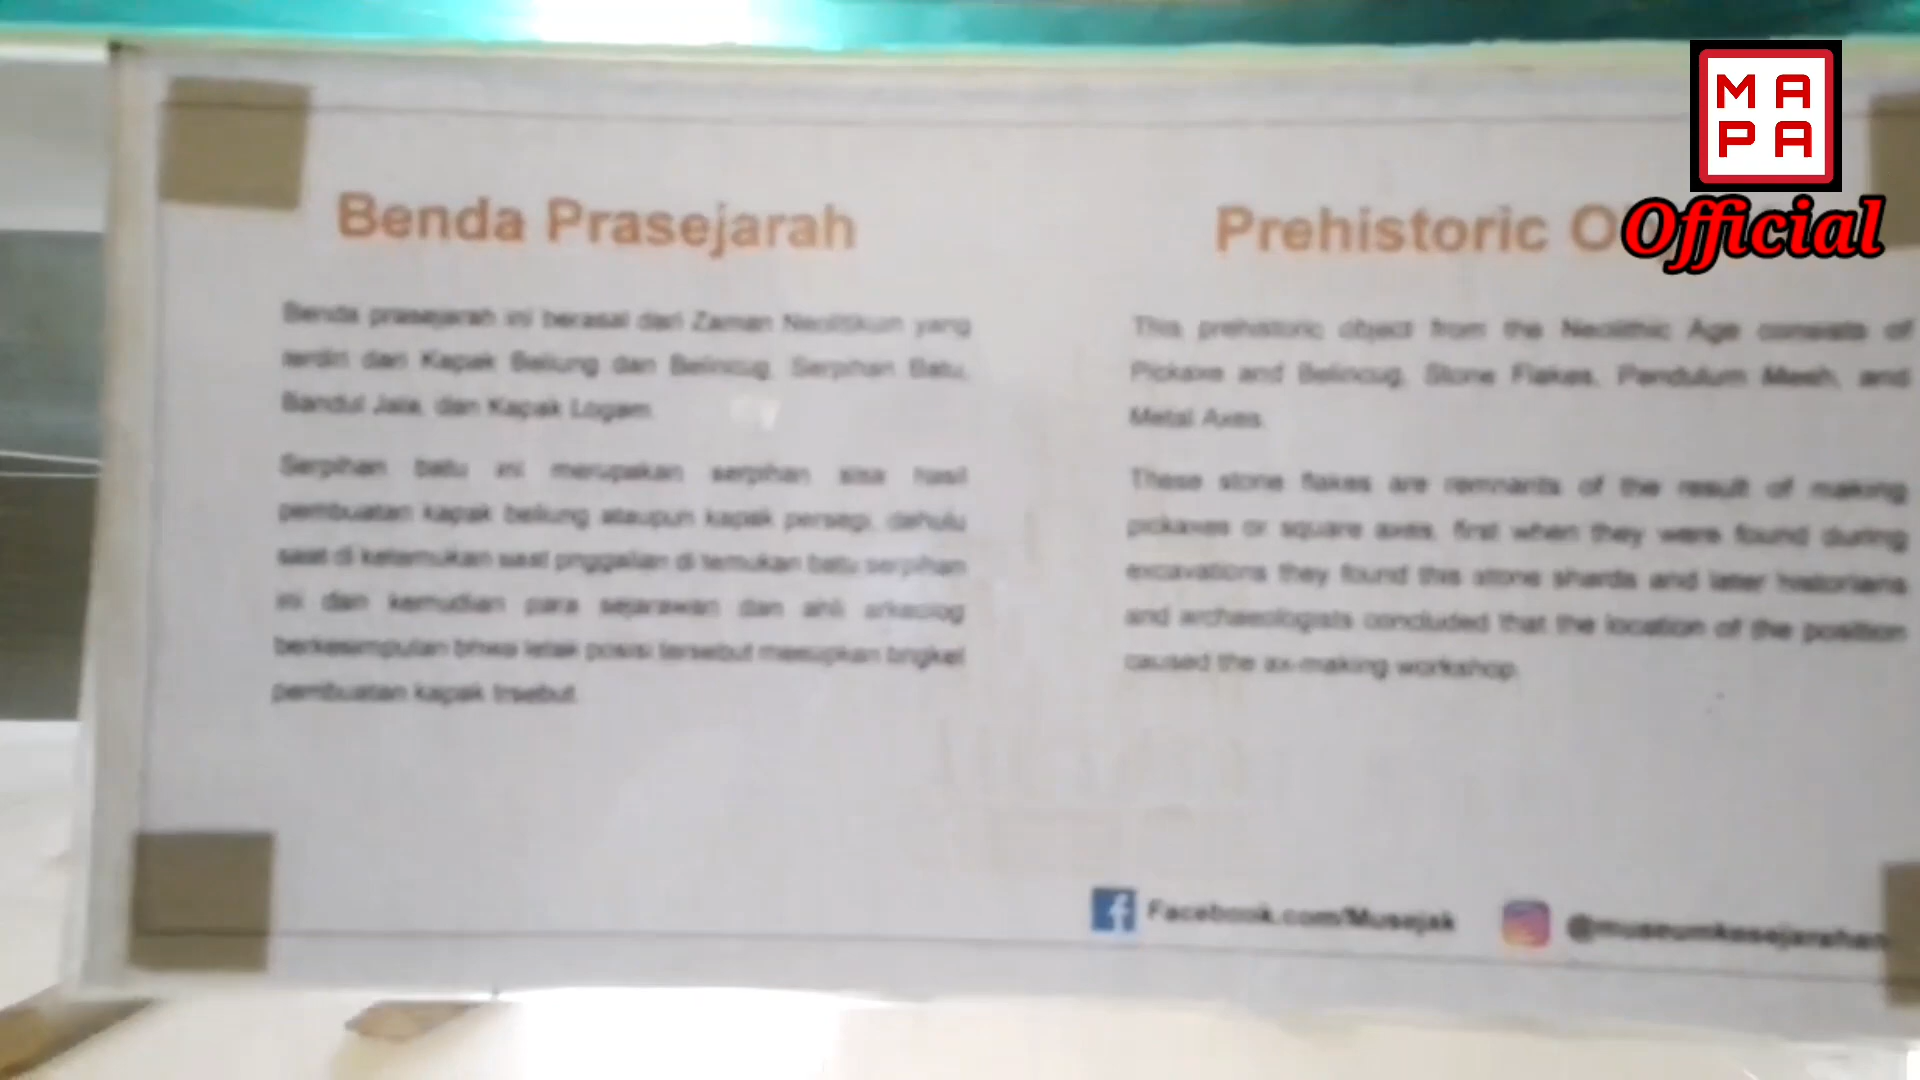 MA
PA
Official
Benda Prasejarah
Benda prasejarah ini berasal dari Zaman Neolitikum yang
terdiri dari Kapak Beliung dan Belincug, Serpihan Batu,
Bandul Jala, dan Kapak Logam.
Serpihan batu ini merupakan serpihan sisa hasil
pembuatan kapak beliung ataupun kapak persegi, dahulu
saat di ketemukan saat pnggalian di temukan batu serpihan
ini dan kemudian para sejarawan dan ahli arkeolog
berkesimpulan bhwa letak posisi tersebut
pembuatan kapak trsebut.
Prehistoric
This prehistoric object from the Neolithic Age consists of
Pickaxe and Belincug, Stone Flakes, Pendulum Mesh, and
Metal Axes.
These stone flakes are remnants of the result of making
pickaxes or square axes, first when they were found during
excavations they found this stone shards and later historians
and archaeologists concluded that the location of the position
caused the ax-making workshop.
Facebook.com/Musejak
@museumkesejarahan